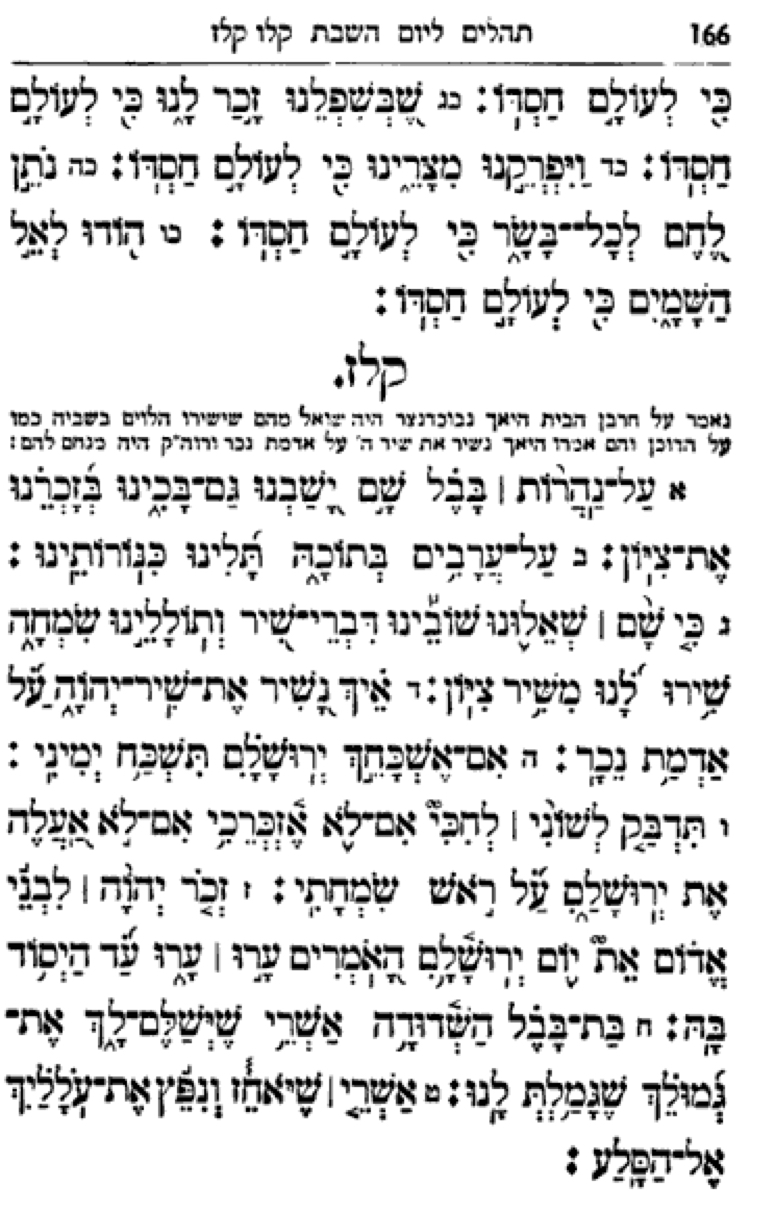 166 תהלים ליום השבת קלו קלז
כִּ֖י לְעוֹלָ֣ם חַסְדּֽוֹ׃ כג שֶׁ֭בְּשִׁפְלֵנוּ זָ֣כַר לָ֑נוּ כִּ֖י לְעוֹלָ֣ם
חַסְדּֽוֹ׃ כד וַיִּפְרְקֵ֥נוּ מִצָּרֵ֑ינוּ כִּ֖י לְעוֹלָ֣ם חַסְדּֽוֹ׃ כה נֹתֵ֣ן
לֶ֭חֶם לְכָל־בָּשָׂ֑ר כִּ֖י לְעוֹלָ֣ם חַסְדּֽוֹ׃ כו ה֭וֹדוּ לְאֵ֣ל
הַשָּׁמָ֑יִם כִּ֖י לְעוֹלָ֣ם חַסְדּֽוֹ׃
קלז.
נאמר על חרבן הבית היאך נבוכדנצר היה שואל מהם שישירו הלוים בשביה כמו
על הדוכן והם אמרו היאך נשיר את שיר ה' על אדמת נכר ורוה"ק היה מנחם להם׃
א עַל־נַהֲר֨וֹת ׀ בָּבֶ֗ל שָׁ֣ם יָ֭שַׁבְנוּ גַּם־בָּכִ֑ינוּ בְּ֝זָכְרֵ֗נוּ
אֶת־צִיּֽוֹן׃ ב עַל־עֲרָבִ֥ים בְּתוֹכָ֑הּ תָּ֝לִ֗ינוּ כִּנֹּרוֹתֵֽינוּ׃
ג כִּ֤י שָׁ֨ם ׀ שְֽׁאֵל֪וּנוּ שׁוֹבֵ֡ינוּ דִּבְרֵי־שִׁ֭יר וְתוֹלָלֵ֣ינוּ שִׂמְחָ֑ה
שִׁ֥ירוּ לָ֝֗נוּ מִשִּׁ֥יר צִיּֽוֹן׃ ד אֵ֗יךְ נָשִׁ֥יר אֶת־שִׁיר־יְהוָ֑ה עַ֝֗ל
אַדְמַ֥ת נֵכָֽר׃ ה אִֽם־אֶשְׁכָּחֵ֥ךְ יְֽרוּשָׁלִָ֗ם תִּשְׁכַּ֥ח יְמִינִֽי׃
ו תִּדְבַּ֥ק לְשׁוֹנִ֨י ׀ לְחִכִּי֮ אִם־לֹ֪א אֶ֫זְכְּרֵ֥כִי אִם־לֹ֣א אַ֭עֲלֶה
אֶת יְרוּשָׁלִַ֑ם עַ֝֗ל רֹ֣אשׁ שִׂמְחָתִֽי׃ ז זְכֹ֤ר יְהוָ֨ה ׀ לִבְנֵ֬י
אֱד֗וֹם אֵת֮ י֤וֹם יְֽרוּשָׁ֫לִָ֥ם הָ֭אֹ֣מְרִים עָ֤רוּ ׀ עָ֑רוּ עַ֝֗ד הַיְס֥וֹד
בָּֽהּ׃ ח בַּת־בָּבֶ֗ל הַשְּׁד֫וּדָ֥ה אַשְׁרֵ֥י שֶׁיְשַׁלֶּם־לָ֑ךְ אֶת־
גְּ֝מוּלֵ֗ךְ שֶׁגָּמַ֥לְתְּ לָֽנוּ׃ ט אַשְׁרֵ֤י ׀ שֶׁיֹּאחֵ֓ז וְנִפֵּ֬ץ אֶֽת־עֹ֝לָלַ֗יִךְ
אֶל־הַסָּֽלַע׃